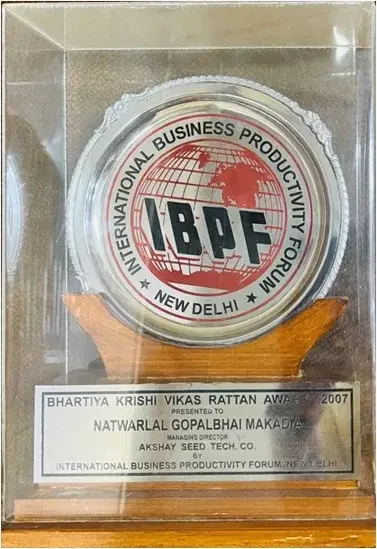 INTERNATIONAL BUSINESS PRODUCTIVITY FORUM
IBPF
★ NEW DELHI ★
BHARTIYA KRISHI VIKAS RATTAN AWARD 2007
PRESENTED TO
NATWARLAL GOPALBHAI MAKADIA
MANAGING DIRECTOR
AKSHAY SEED TECH. CO.
BY
INTERNATIONAL BUSINESS PRODUCTIVITY FORUM, NEW DELHI